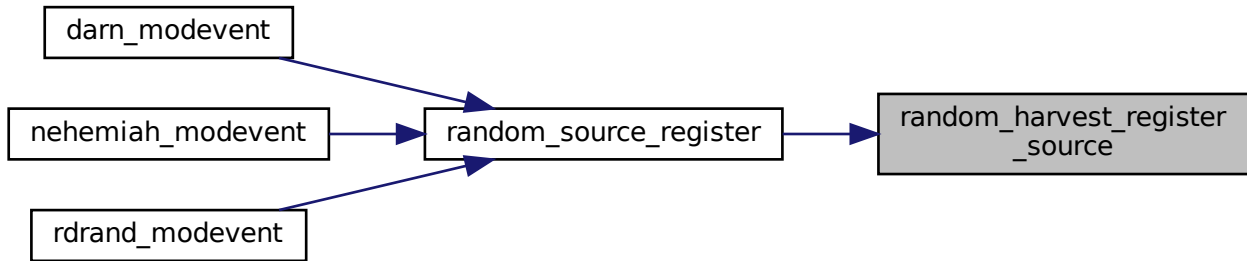 darn_modevent
nehemiah_modevent
rdrand_modevent
random_source_register
random_harvest_register
_source